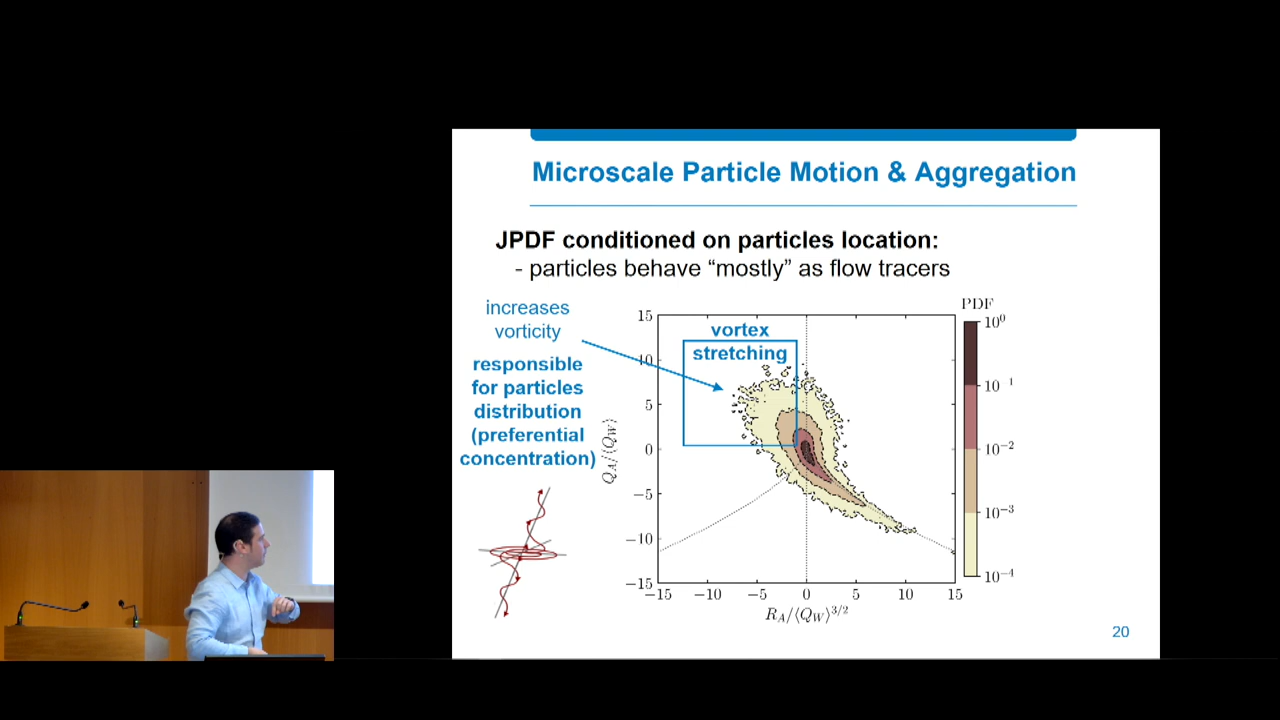 Microscale Particle Motion & Aggregation
JPDF conditioned on particles location:
- particles behave “mostly” as flow tracers
increases
vorticity
responsible
for particles
distribution
(preferential
concentration)
vortex
stretching
PDF
15
10
5
0
−5
−10
−15
−15 −10 −5 0 5 10 15
Q_A/⟨Q_W⟩
R_A/⟨Q_W⟩^{3/2}
10^0
10^{-1}
10^{-2}
10^{-3}
10^{-4}
20